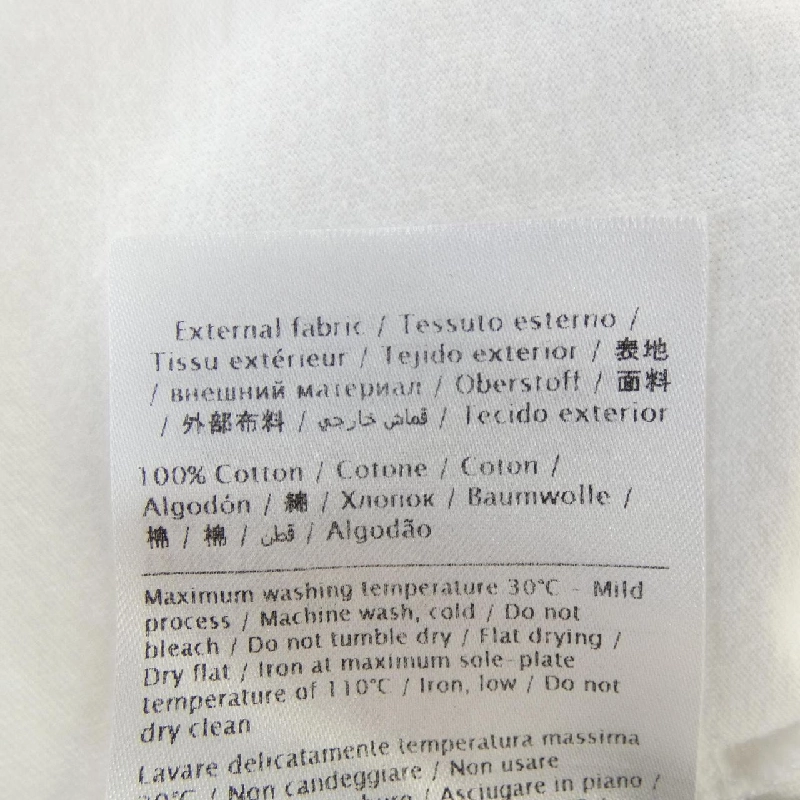 External fabric / Tessuto esterno /
Tissu extérieur / Tejido exterior / 表地
/ внешний материал / Oberstoff / 面料
/ 外部布料 / قماش خارجي / Tecido exterior
100% Cotton / Cotone / Coton /
Algodón / 綿 / Хлопок / Baumwolle /
棉 / 棉 / قطن / Algodão
Maximum washing temperature 30°C - Mild
process / Machine wash, cold / Do not
bleach / Do not tumble dry / Flat drying /
Dry flat / Iron at maximum sole-plate
temperature of 110°C / Iron, low / Do not
dry clean
Lavare delicatamente temperatura massima
30°C / Non candeggiare / Non usare
/ Asciugare in piano /